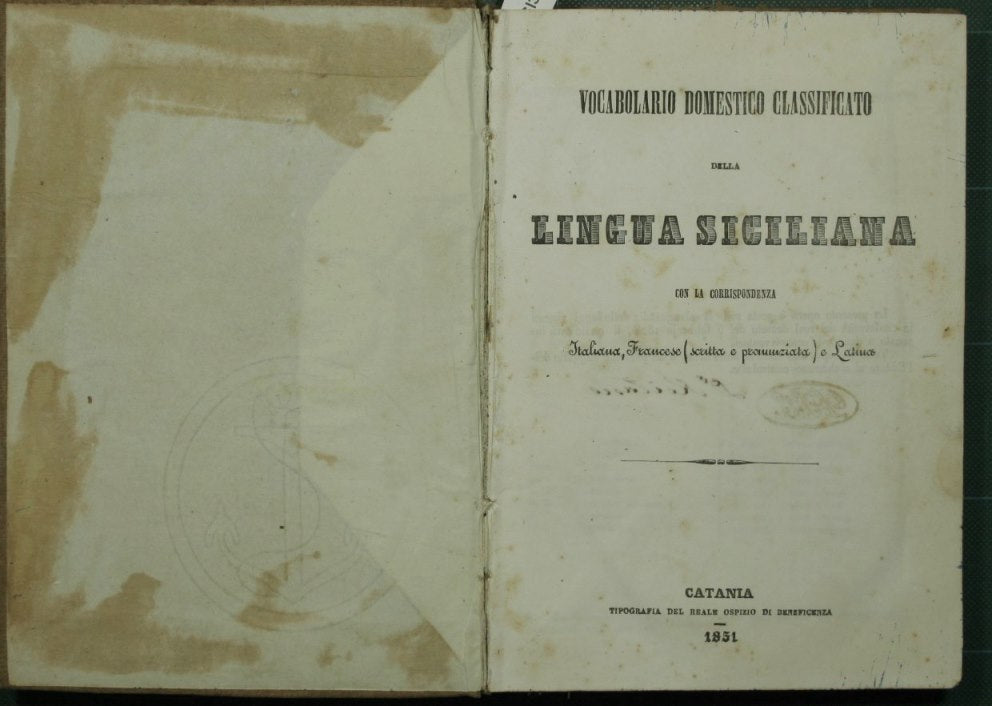 VOCABOLARIO DOMESTICO CLASSIFICATO
DELLA
LINGUA SICILIANA
CON LA CORRISPONDENZA
Italiana, Francese (scritta e pronunziata) e Latina
CATANIA
TIPOGRAFIA DEL REALE OSPIZIO DI BENEFICENZA
1851